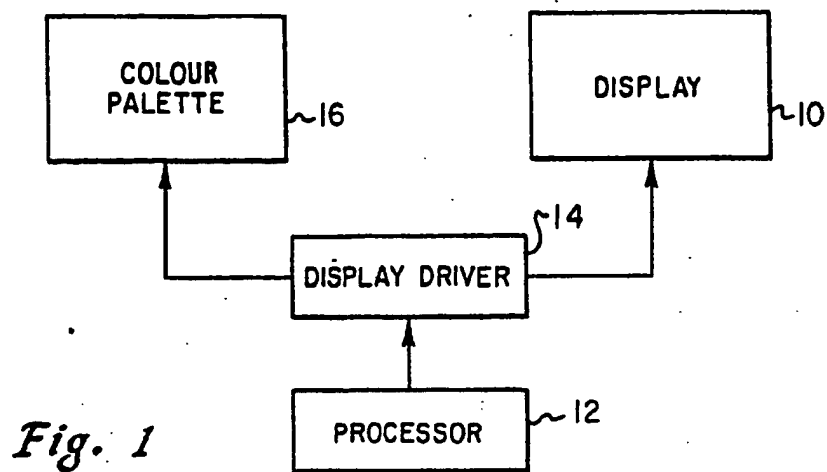 COLOUR
PALETTE
16
DISPLAY
10
14
DISPLAY DRIVER
12
PROCESSOR
Fig. 1